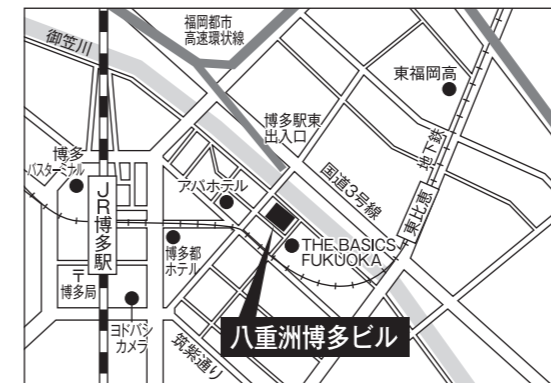 福岡都市
高速環状線
御笠川
東福岡高
博多駅東
出入口
地下鉄
国道3号線
博多
バスターミナル
アパホテル
JR博多駅
東比恵
THE BASICS
FUKUOKA
博多都
ホテル
〒
博多局
ヨドバシ
カメラ
筑紫通り
八重洲博多ビル